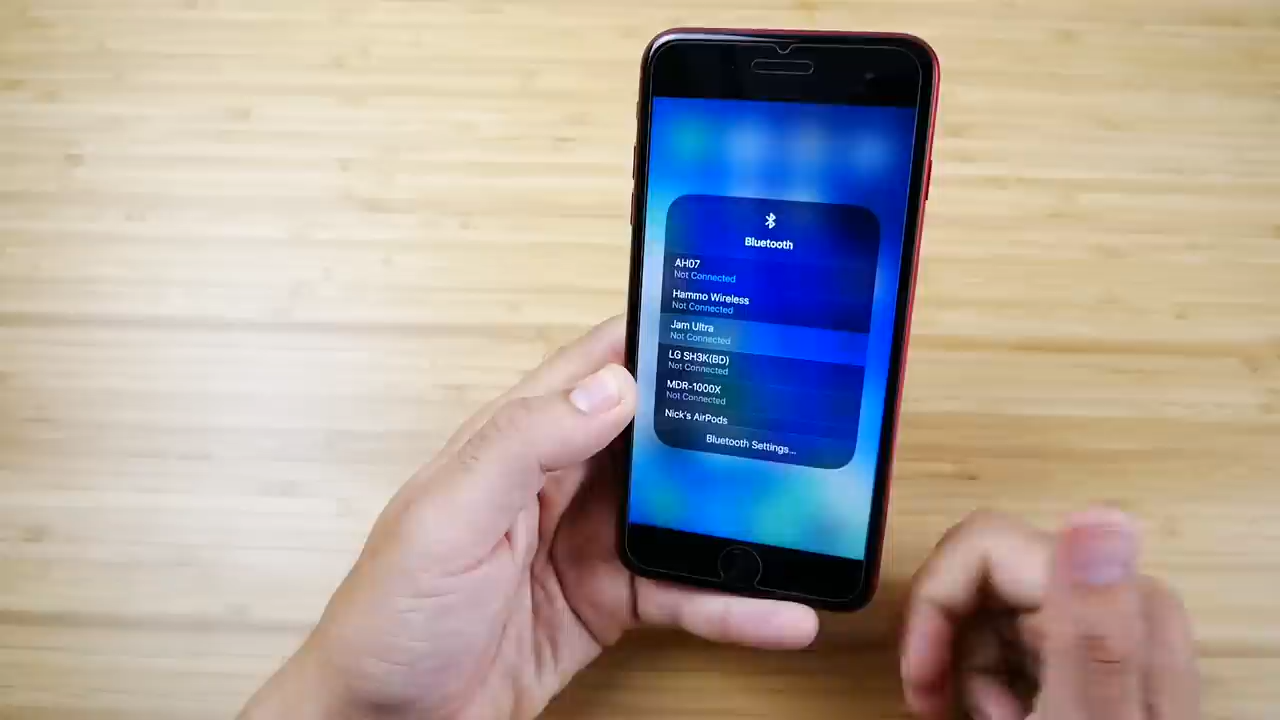 Bluetooth
AH07
Not Connected
Hammo Wireless
Not Connected
Jam Ultra
Not Connected
LG SH3K(BD)
Not Connected
MDR-1000X
Not Connected
Nick's AirPods
Bluetooth Settings...